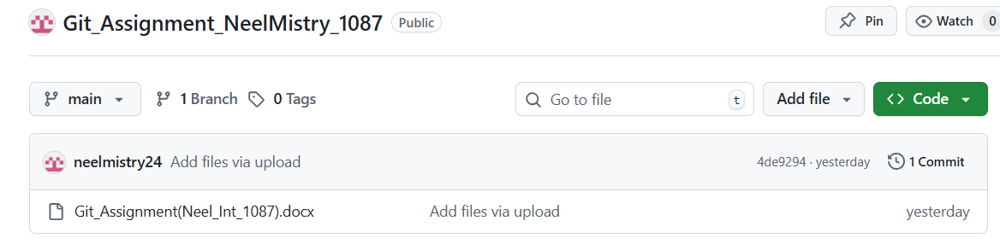 Git_Assignment_NeelMistry_1087 Public Pin Watch 0
main 1 Branch 0 Tags Go to file t Add file <> Code
neelmistry24 Add files via upload 4de9294 · yesterday 1 Commit
Git_Assignment(Neel_Int_1087).docx Add files via upload yesterday